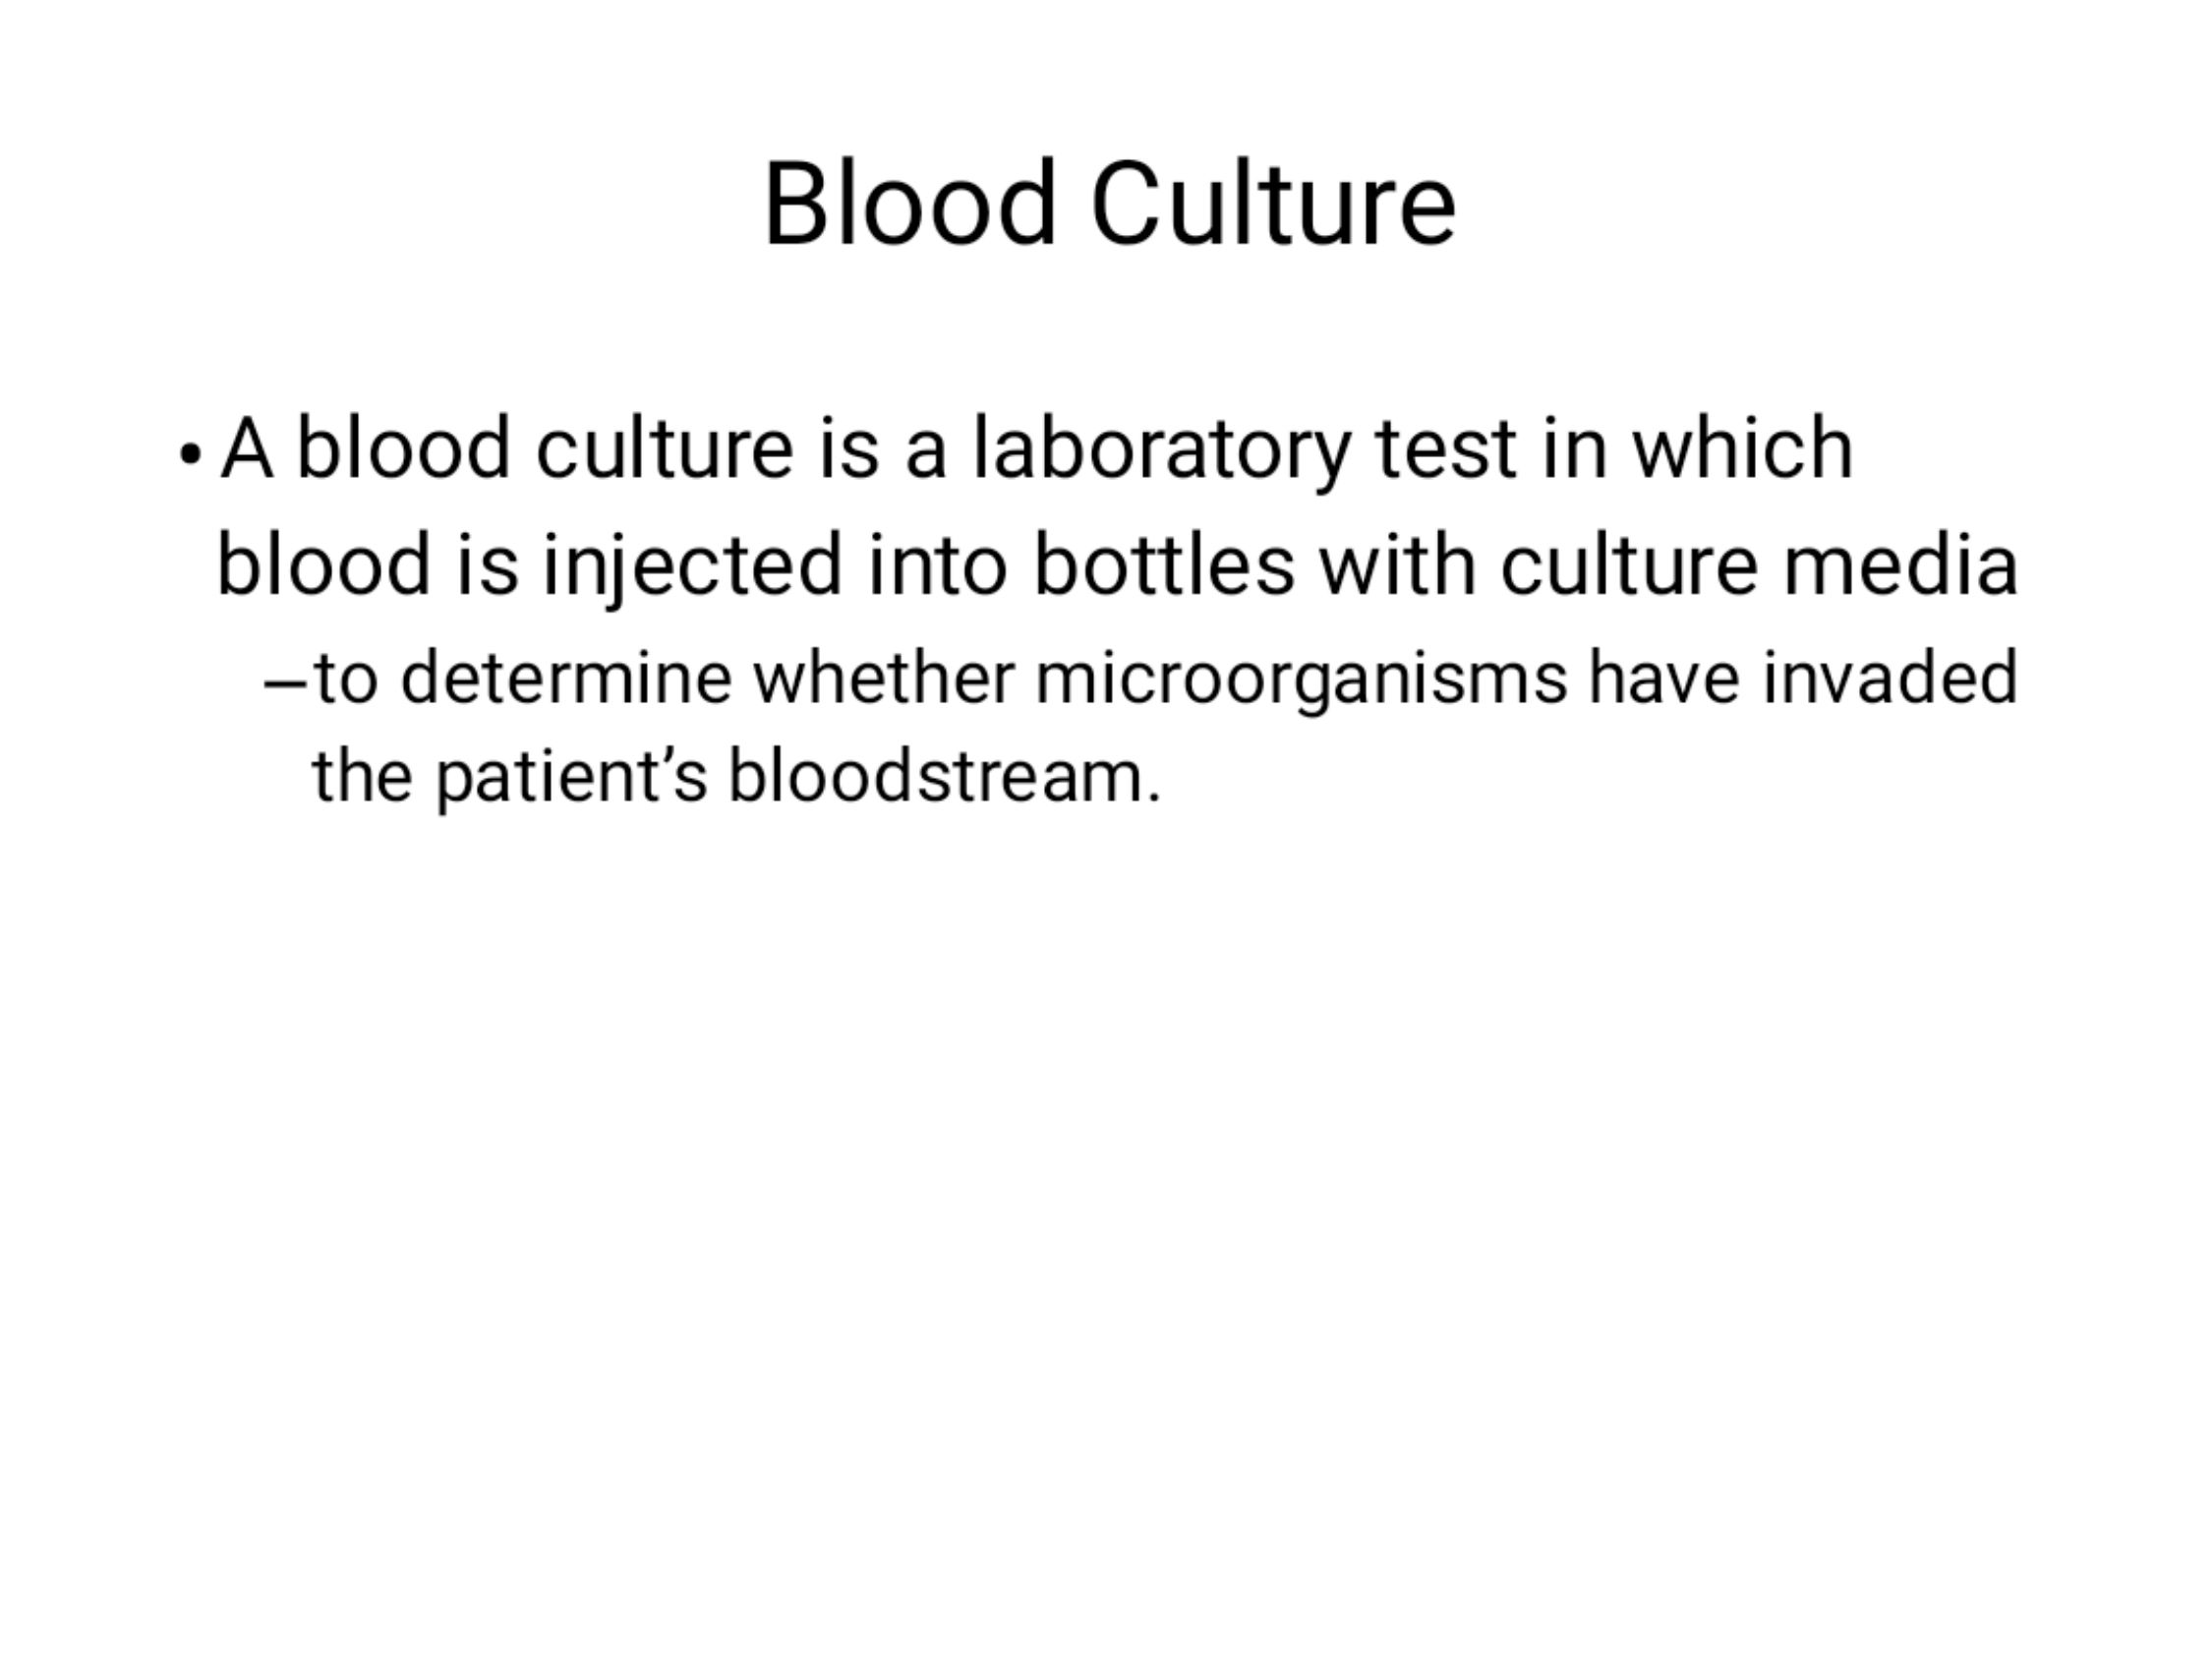 Blood Culture
• A blood culture is a laboratory test in which
blood is injected into bottles with culture media
–to determine whether microorganisms have invaded
the patient’s bloodstream.